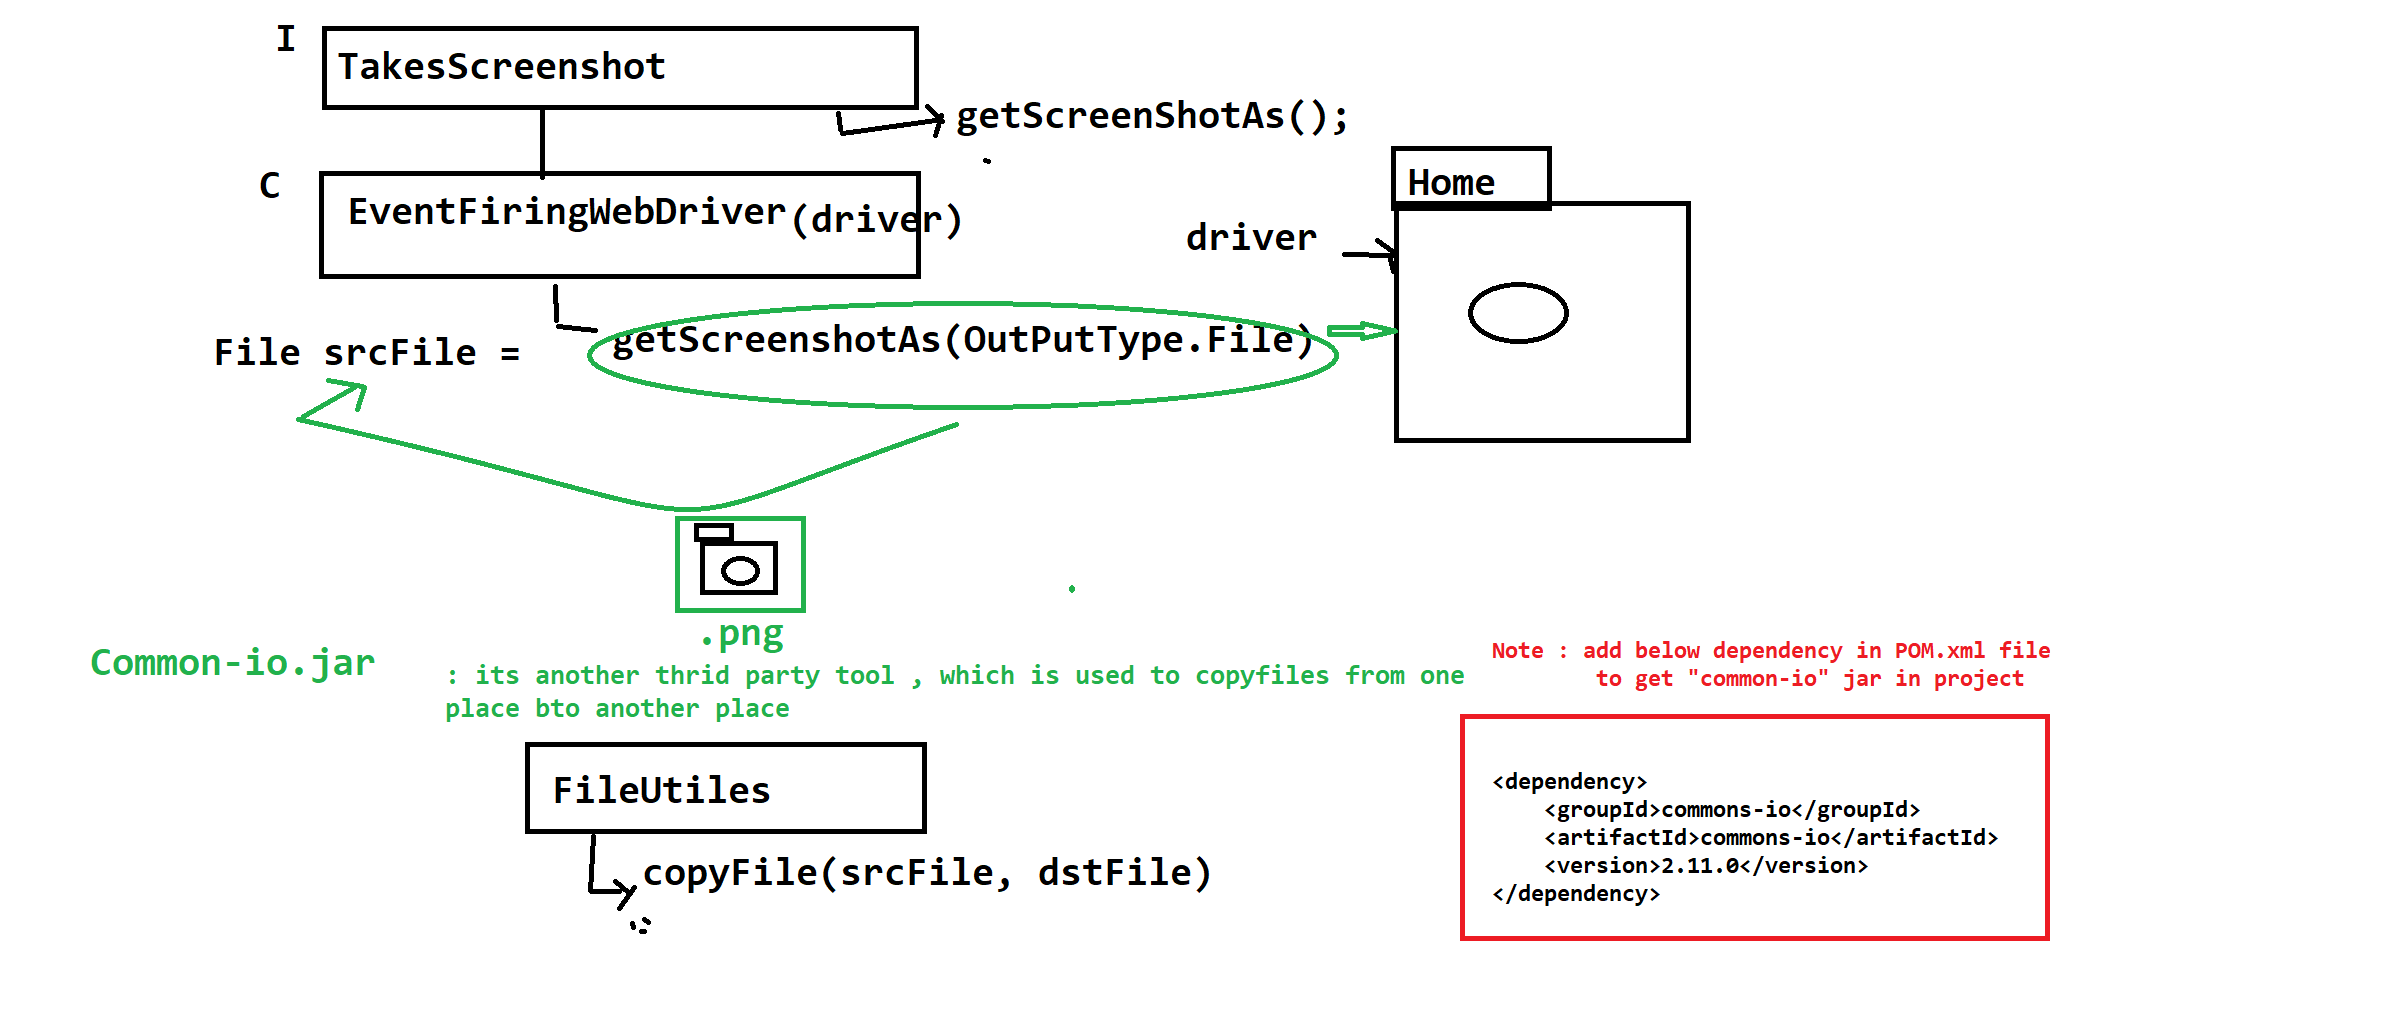 I
TakesScreenshot
getScreenShotAs();
C
EventFiringWebDriver(driver)
Home
driver
getScreenshotAs(OutPutType.File)
File srcFile =
.png
Common-io.jar
: its another thrid party tool , which is used to copyfiles from one
place bto another place
Note : add below dependency in POM.xml file
to get "common-io" jar in project
FileUtiles
copyFile(srcFile, dstFile)
<dependency>
    <groupId>commons-io</groupId>
    <artifactId>commons-io</artifactId>
    <version>2.11.0</version>
</dependency>